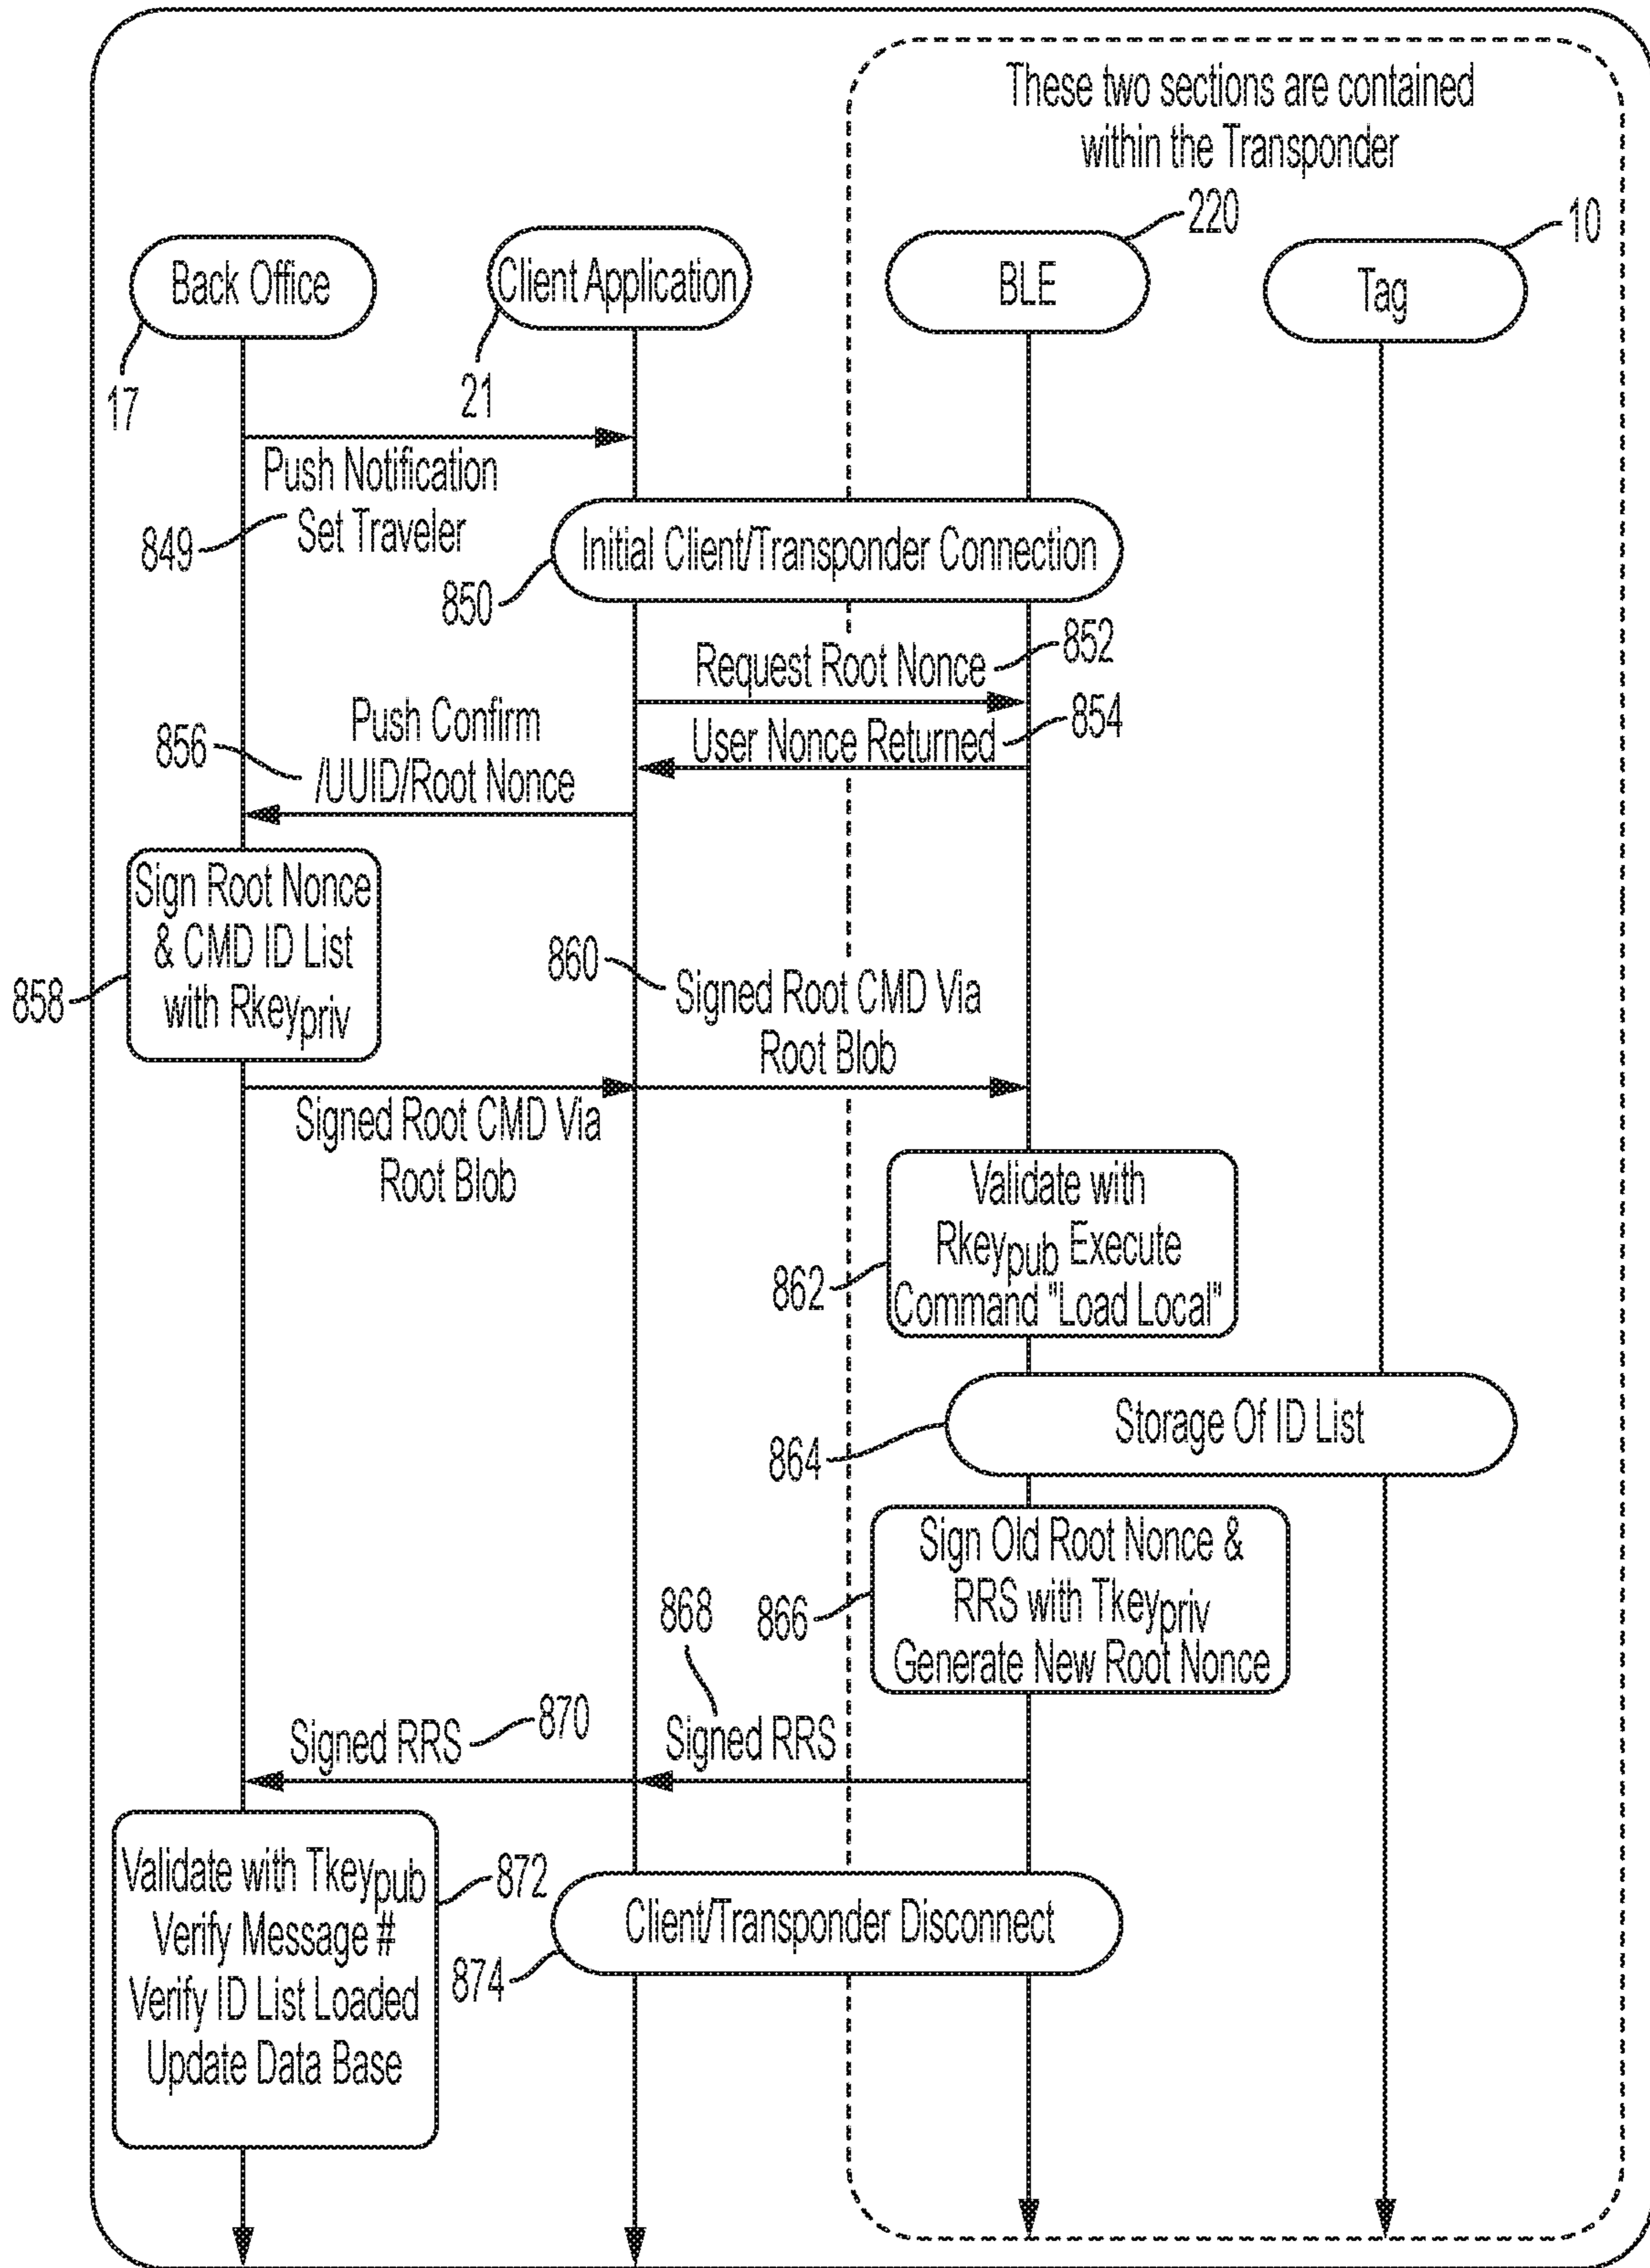 These two sections are contained
within the Transponder
220
10
Back Office
Client Application
BLE
Tag
17
21
Push Notification
Set Traveler
849
Initial Client/Transponder Connection
850
Request Root Nonce
852
User Nonce Returned
854
Push Confirm
/UUID/Root Nonce
856
Sign Root Nonce
& CMD ID List
with Rkeypriv
858
860
Signed Root CMD Via
Root Blob
Signed Root CMD Via
Root Blob
Validate with
Rkeypub Execute
Command "Load Local"
862
Storage Of ID List
864
Sign Old Root Nonce &
RRS with Tkeypriv
Generate New Root Nonce
866
868
Signed RRS
870
Signed RRS
Validate with Tkeypub
Verify Message #
Verify ID List Loaded
Update Data Base
872
Client/Transponder Disconnect
874